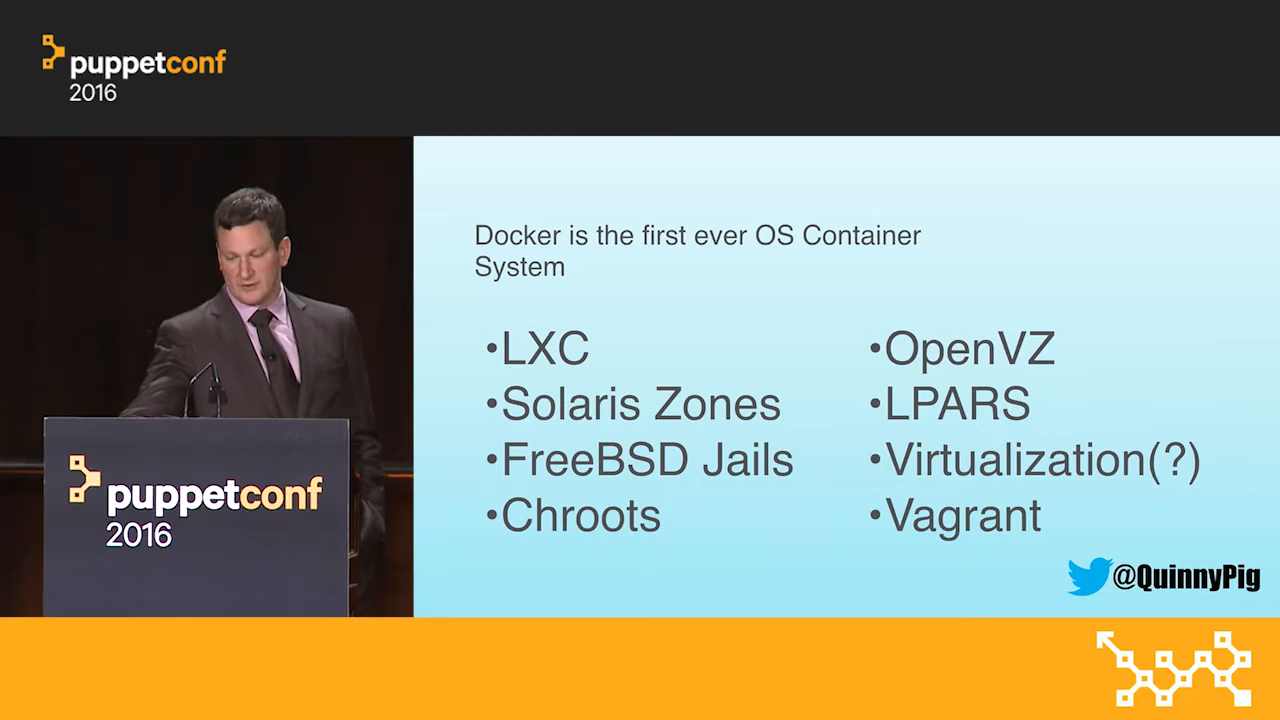 puppetconf
2016
Docker is the first ever OS Container
System
•LXC
•Solaris Zones
•FreeBSD Jails
•Chroots
•OpenVZ
•LPARS
•Virtualization(?)
•Vagrant
@QuinnyPig
puppetconf
2016